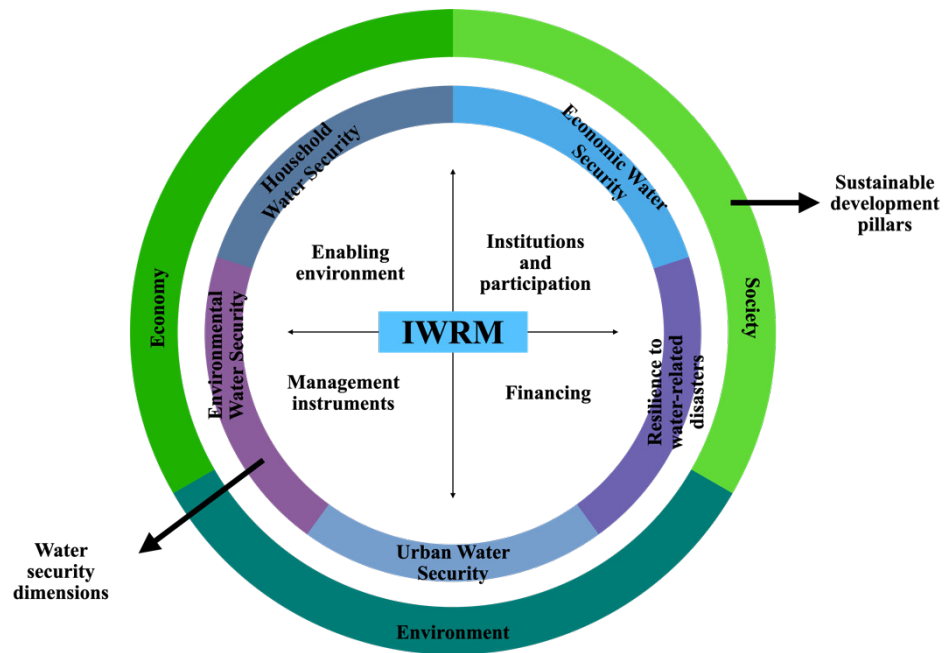 Household
Water Security
Economic Water
Security
Sustainable
development
pillars
Enabling
environment
Institutions
and
participation
Economy
Environmental
Water Security
IWRM
Society
Resilience to
water-related
disasters
Management
instruments
Financing
Water
security
dimensions
Urban Water
Security
Environment